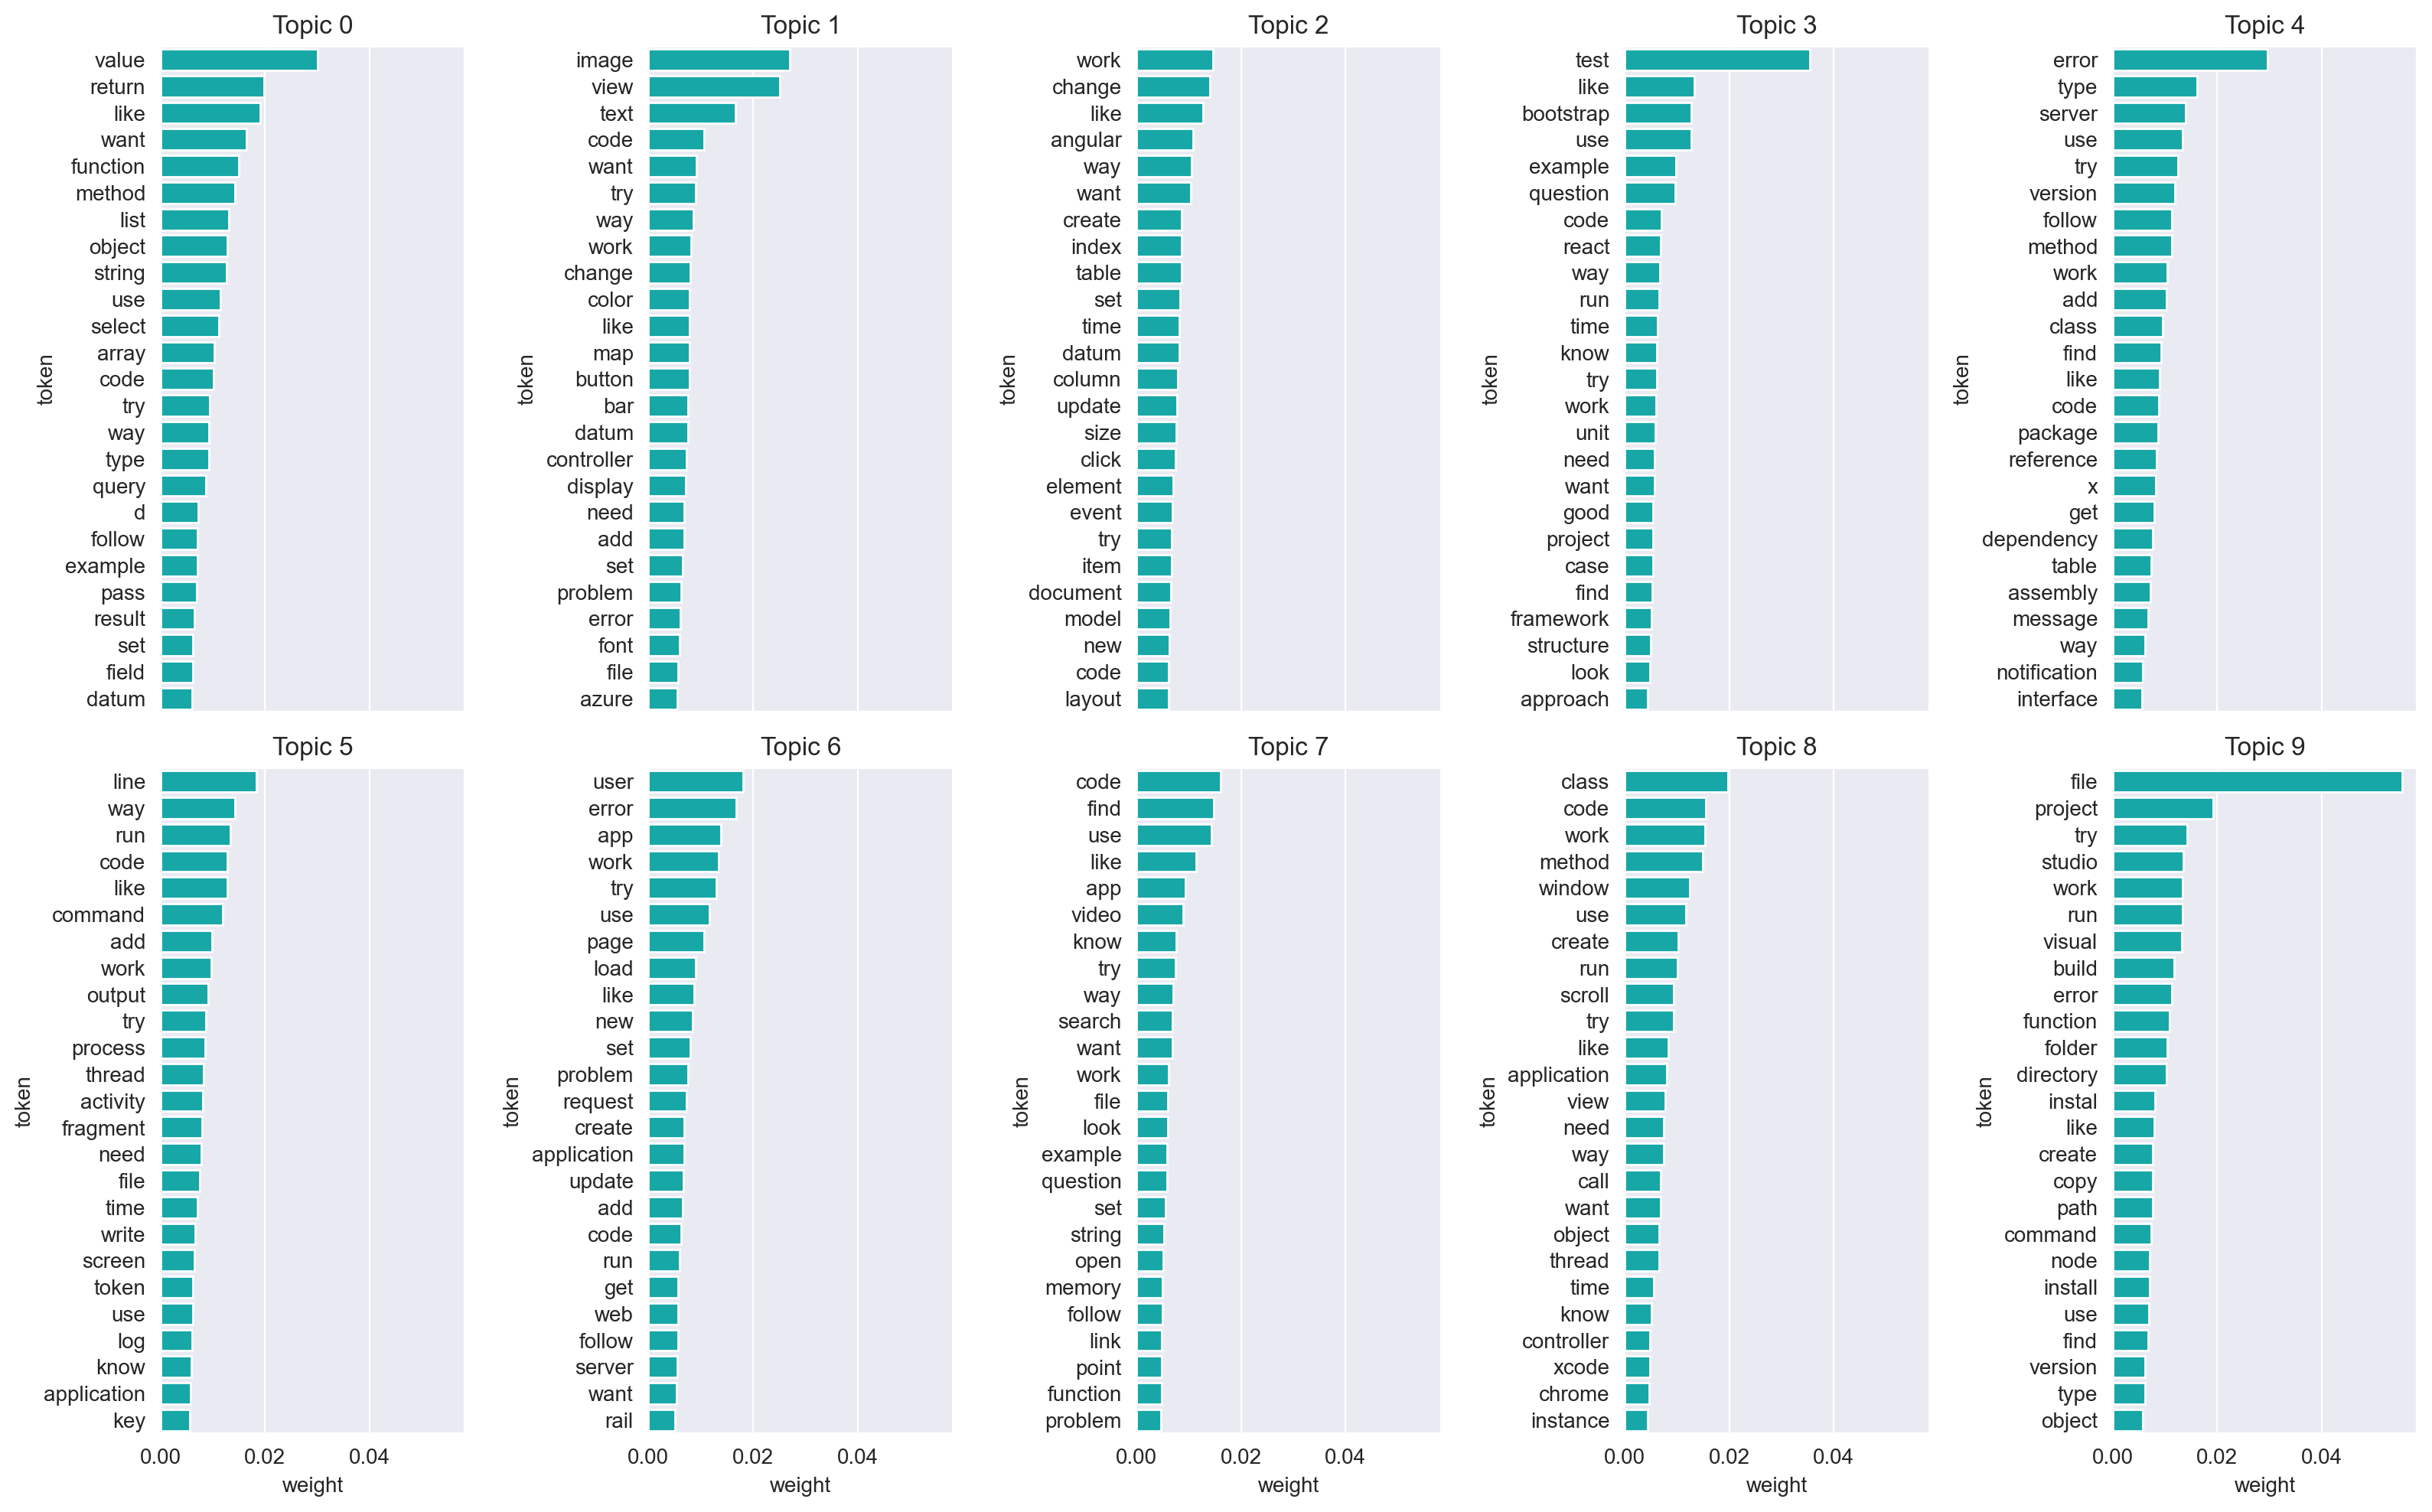 Topic 0
value
return
like
want
function
method
list
object
string
use
select
array
code
try
way
type
query
d
follow
example
pass
result
set
field
datum
token
Topic 1
image
view
text
code
want
try
way
work
change
color
like
map
button
bar
datum
controller
display
need
add
set
problem
error
font
file
azure
token
Topic 2
work
change
like
angular
way
want
create
index
table
set
time
datum
column
update
size
click
element
event
try
item
document
model
new
code
layout
token
Topic 3
test
like
bootstrap
use
example
question
code
react
way
run
time
know
try
work
unit
need
want
good
project
case
find
framework
structure
look
approach
token
Topic 4
error
type
server
use
try
version
follow
method
work
add
class
find
like
code
package
reference
x
get
dependency
table
assembly
message
way
notification
interface
token
Topic 5
line
way
run
code
like
command
add
work
output
try
process
thread
activity
fragment
need
file
time
write
screen
token
use
log
know
application
key
token
0.00 0.02 0.04
weight
Topic 6
user
error
app
work
try
use
page
load
like
new
set
problem
request
create
application
update
add
code
run
get
web
follow
server
want
rail
token
0.00 0.02 0.04
weight
Topic 7
code
find
use
like
app
video
know
try
way
search
want
work
file
look
example
question
set
string
open
memory
follow
link
point
function
problem
token
0.00 0.02 0.04
weight
Topic 8
class
code
work
method
window
use
create
run
scroll
try
like
application
view
need
way
call
want
object
thread
time
know
controller
xcode
chrome
instance
token
0.00 0.02 0.04
weight
Topic 9
file
project
try
studio
work
run
visual
build
error
function
folder
directory
instal
like
create
copy
path
command
node
install
use
find
version
type
object
token
0.00 0.02 0.04
weight